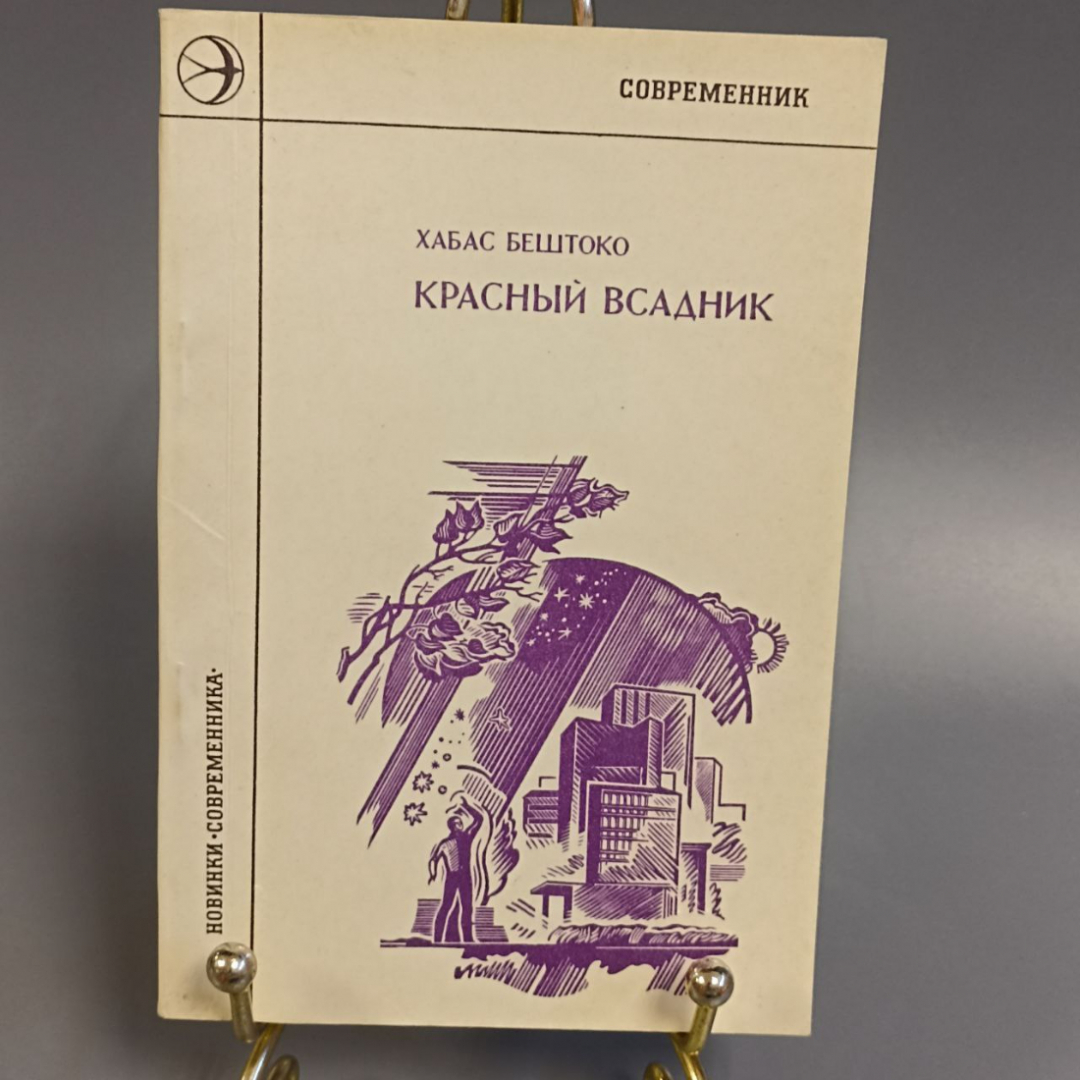 СОВРЕМЕННИК
ХАБАС БЕШТОКО
КРАСНЫЙ ВСАДНИК
НОВИНКИ·СОВРЕМЕННИКА·